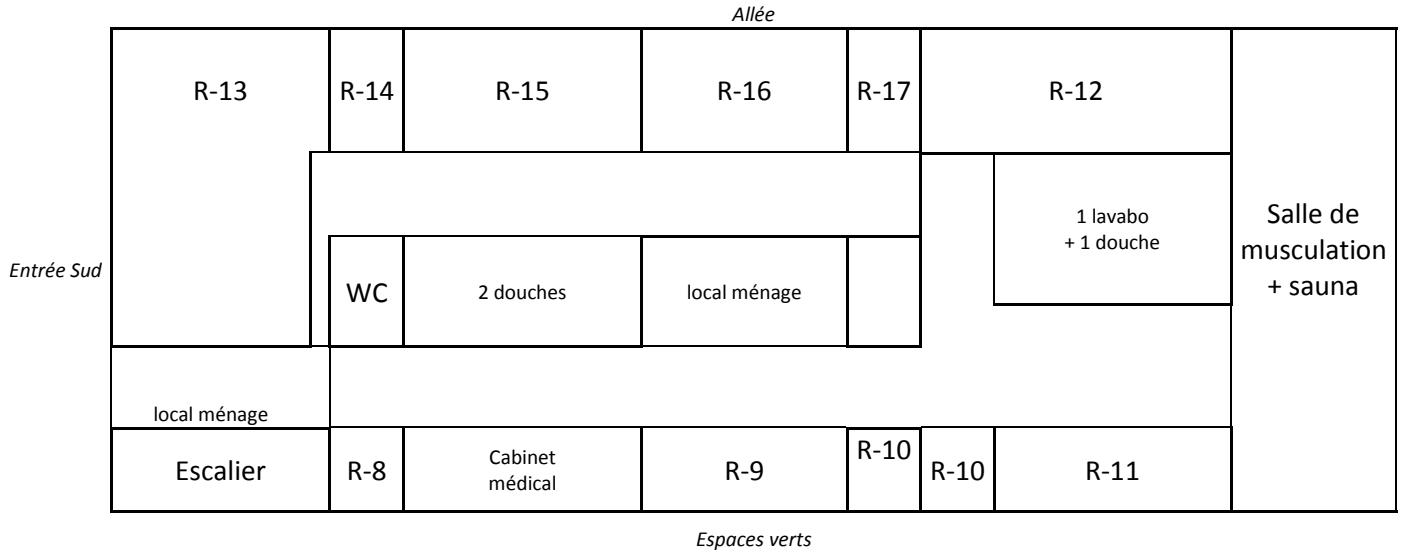 Allée
R-13
R-14
R-15
R-16
R-17
R-12
1 lavabo
+ 1 douche
Salle de
musculation
+ sauna
Entrée Sud
WC
2 douches
local ménage
local ménage
Escalier
R-8
Cabinet
médical
R-9
R-10
R-10
R-11
Espaces verts